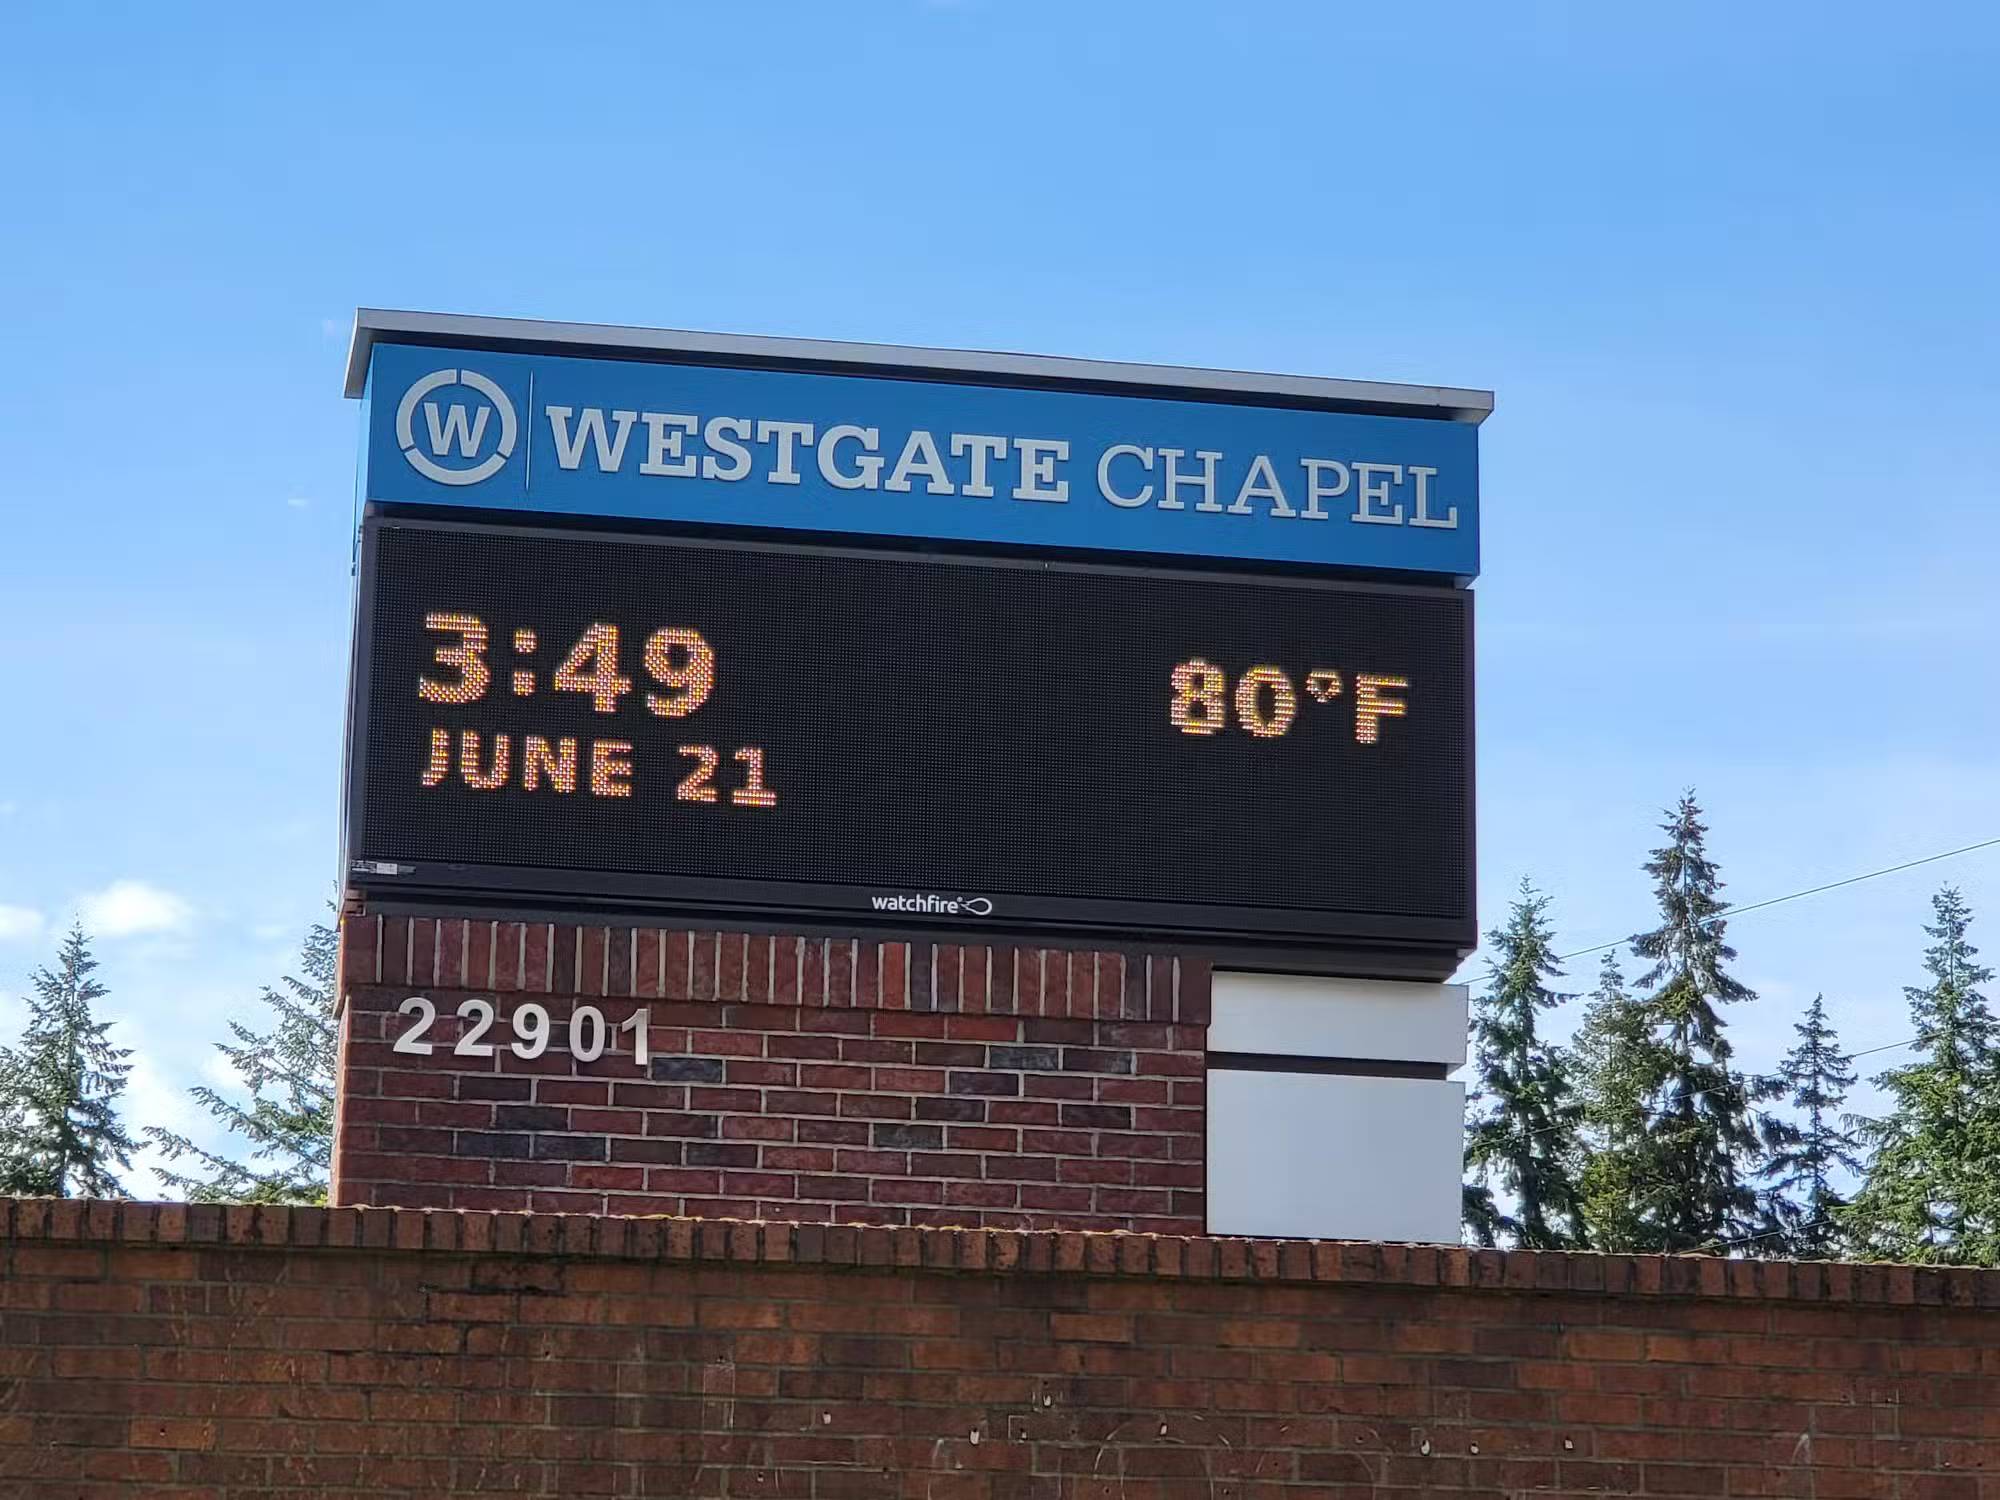 W WESTGATE CHAPEL
3:49 80°F
JUNE 21
watchfire
22901